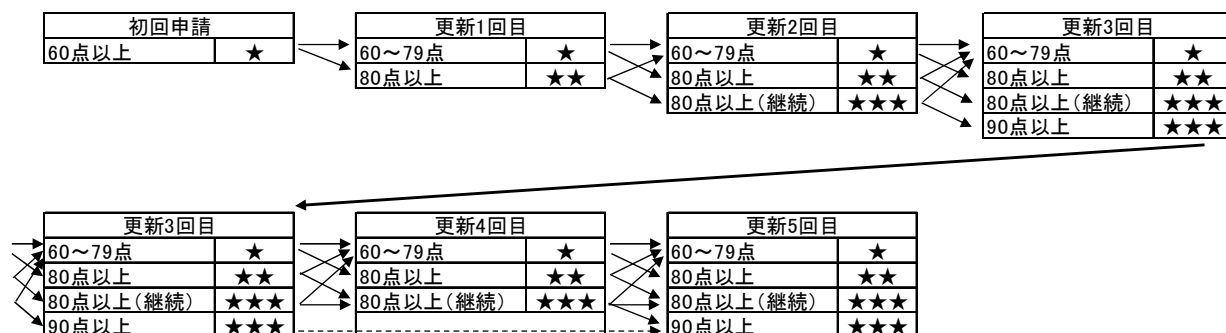 初回申請
60点以上 ★
更新1回目
60～79点 ★
80点以上 ★★
更新2回目
60～79点 ★
80点以上 ★★
80点以上（継続） ★★★
更新3回目
60～79点 ★
80点以上 ★★
80点以上（継続） ★★★
90点以上 ★★★
更新3回目
60～79点 ★
80点以上 ★★
80点以上（継続） ★★★
90点以上 ★★★
更新4回目
60～79点 ★
80点以上 ★★
80点以上（継続） ★★★
更新5回目
60～79点 ★
80点以上 ★★
80点以上（継続） ★★★
90点以上 ★★★